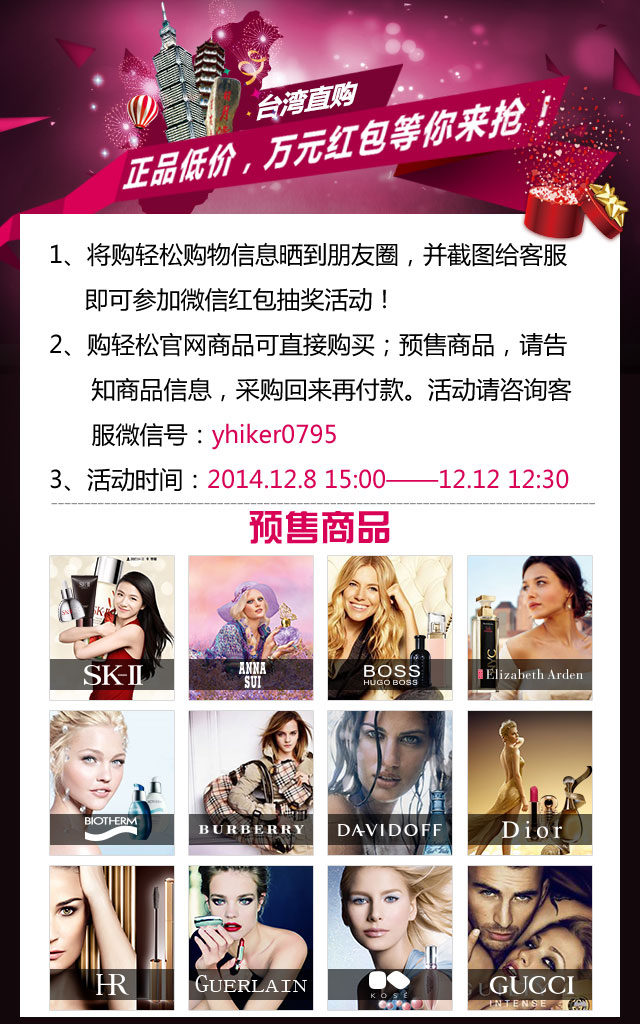 台湾直购
正品低价，万元红包等你来抢！
1、将购轻松购物信息晒到朋友圈，并截图给客服
即可参加微信红包抽奖活动！
2、购轻松官网商品可直接购买；预售商品，请告
知商品信息，采购回来再付款。活动请咨询客
服微信号：yhiker0795
3、活动时间：2014.12.8 15:00——12.12 12:30
预售商品
SK-II
ANNA
SUI
BOSS
HUGO BOSS
Elizabeth Arden
BIOTHERM
BURBERRY
DAVIDOFF
Dior
HR
GUERLAIN
KOSÉ
GUCCI
INTENSE